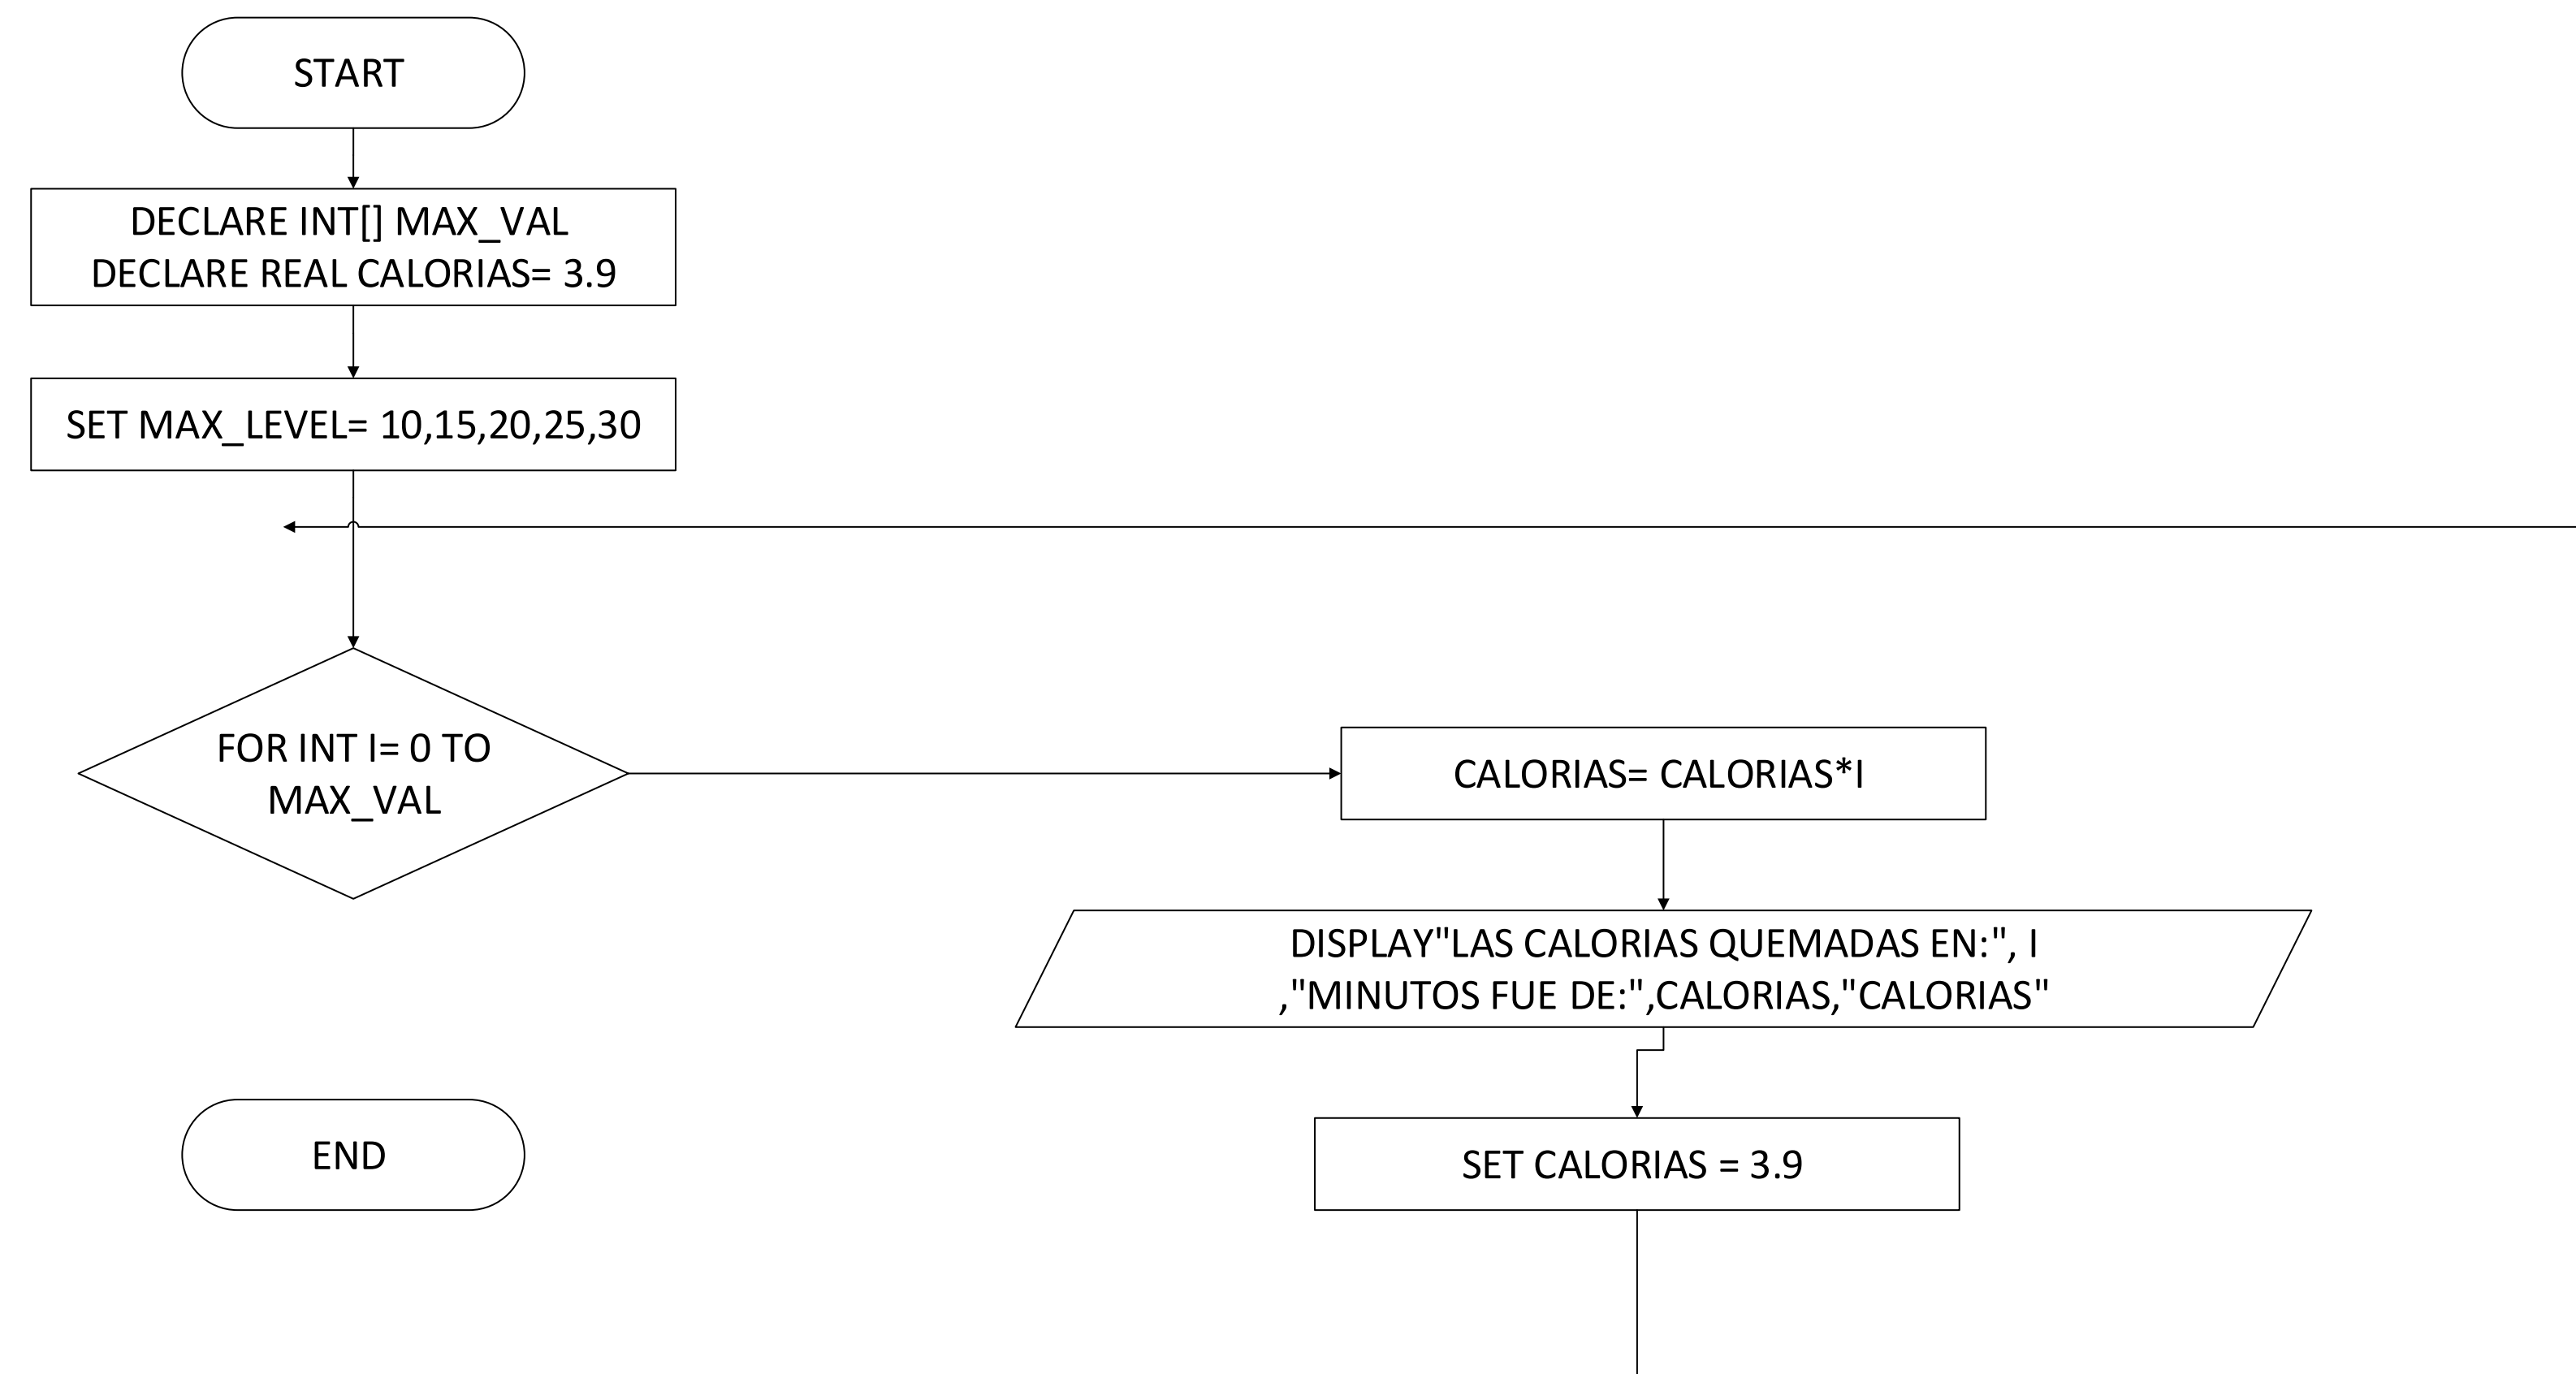 START
DECLARE INT[] MAX_VAL
DECLARE REAL CALORIAS= 3.9
SET MAX_LEVEL= 10,15,20,25,30
FOR INT I= 0 TO
MAX_VAL
CALORIAS= CALORIAS*I
DISPLAY"LAS CALORIAS QUEMADAS EN:", I
,"MINUTOS FUE DE:",CALORIAS,"CALORIAS"
END
SET CALORIAS = 3.9